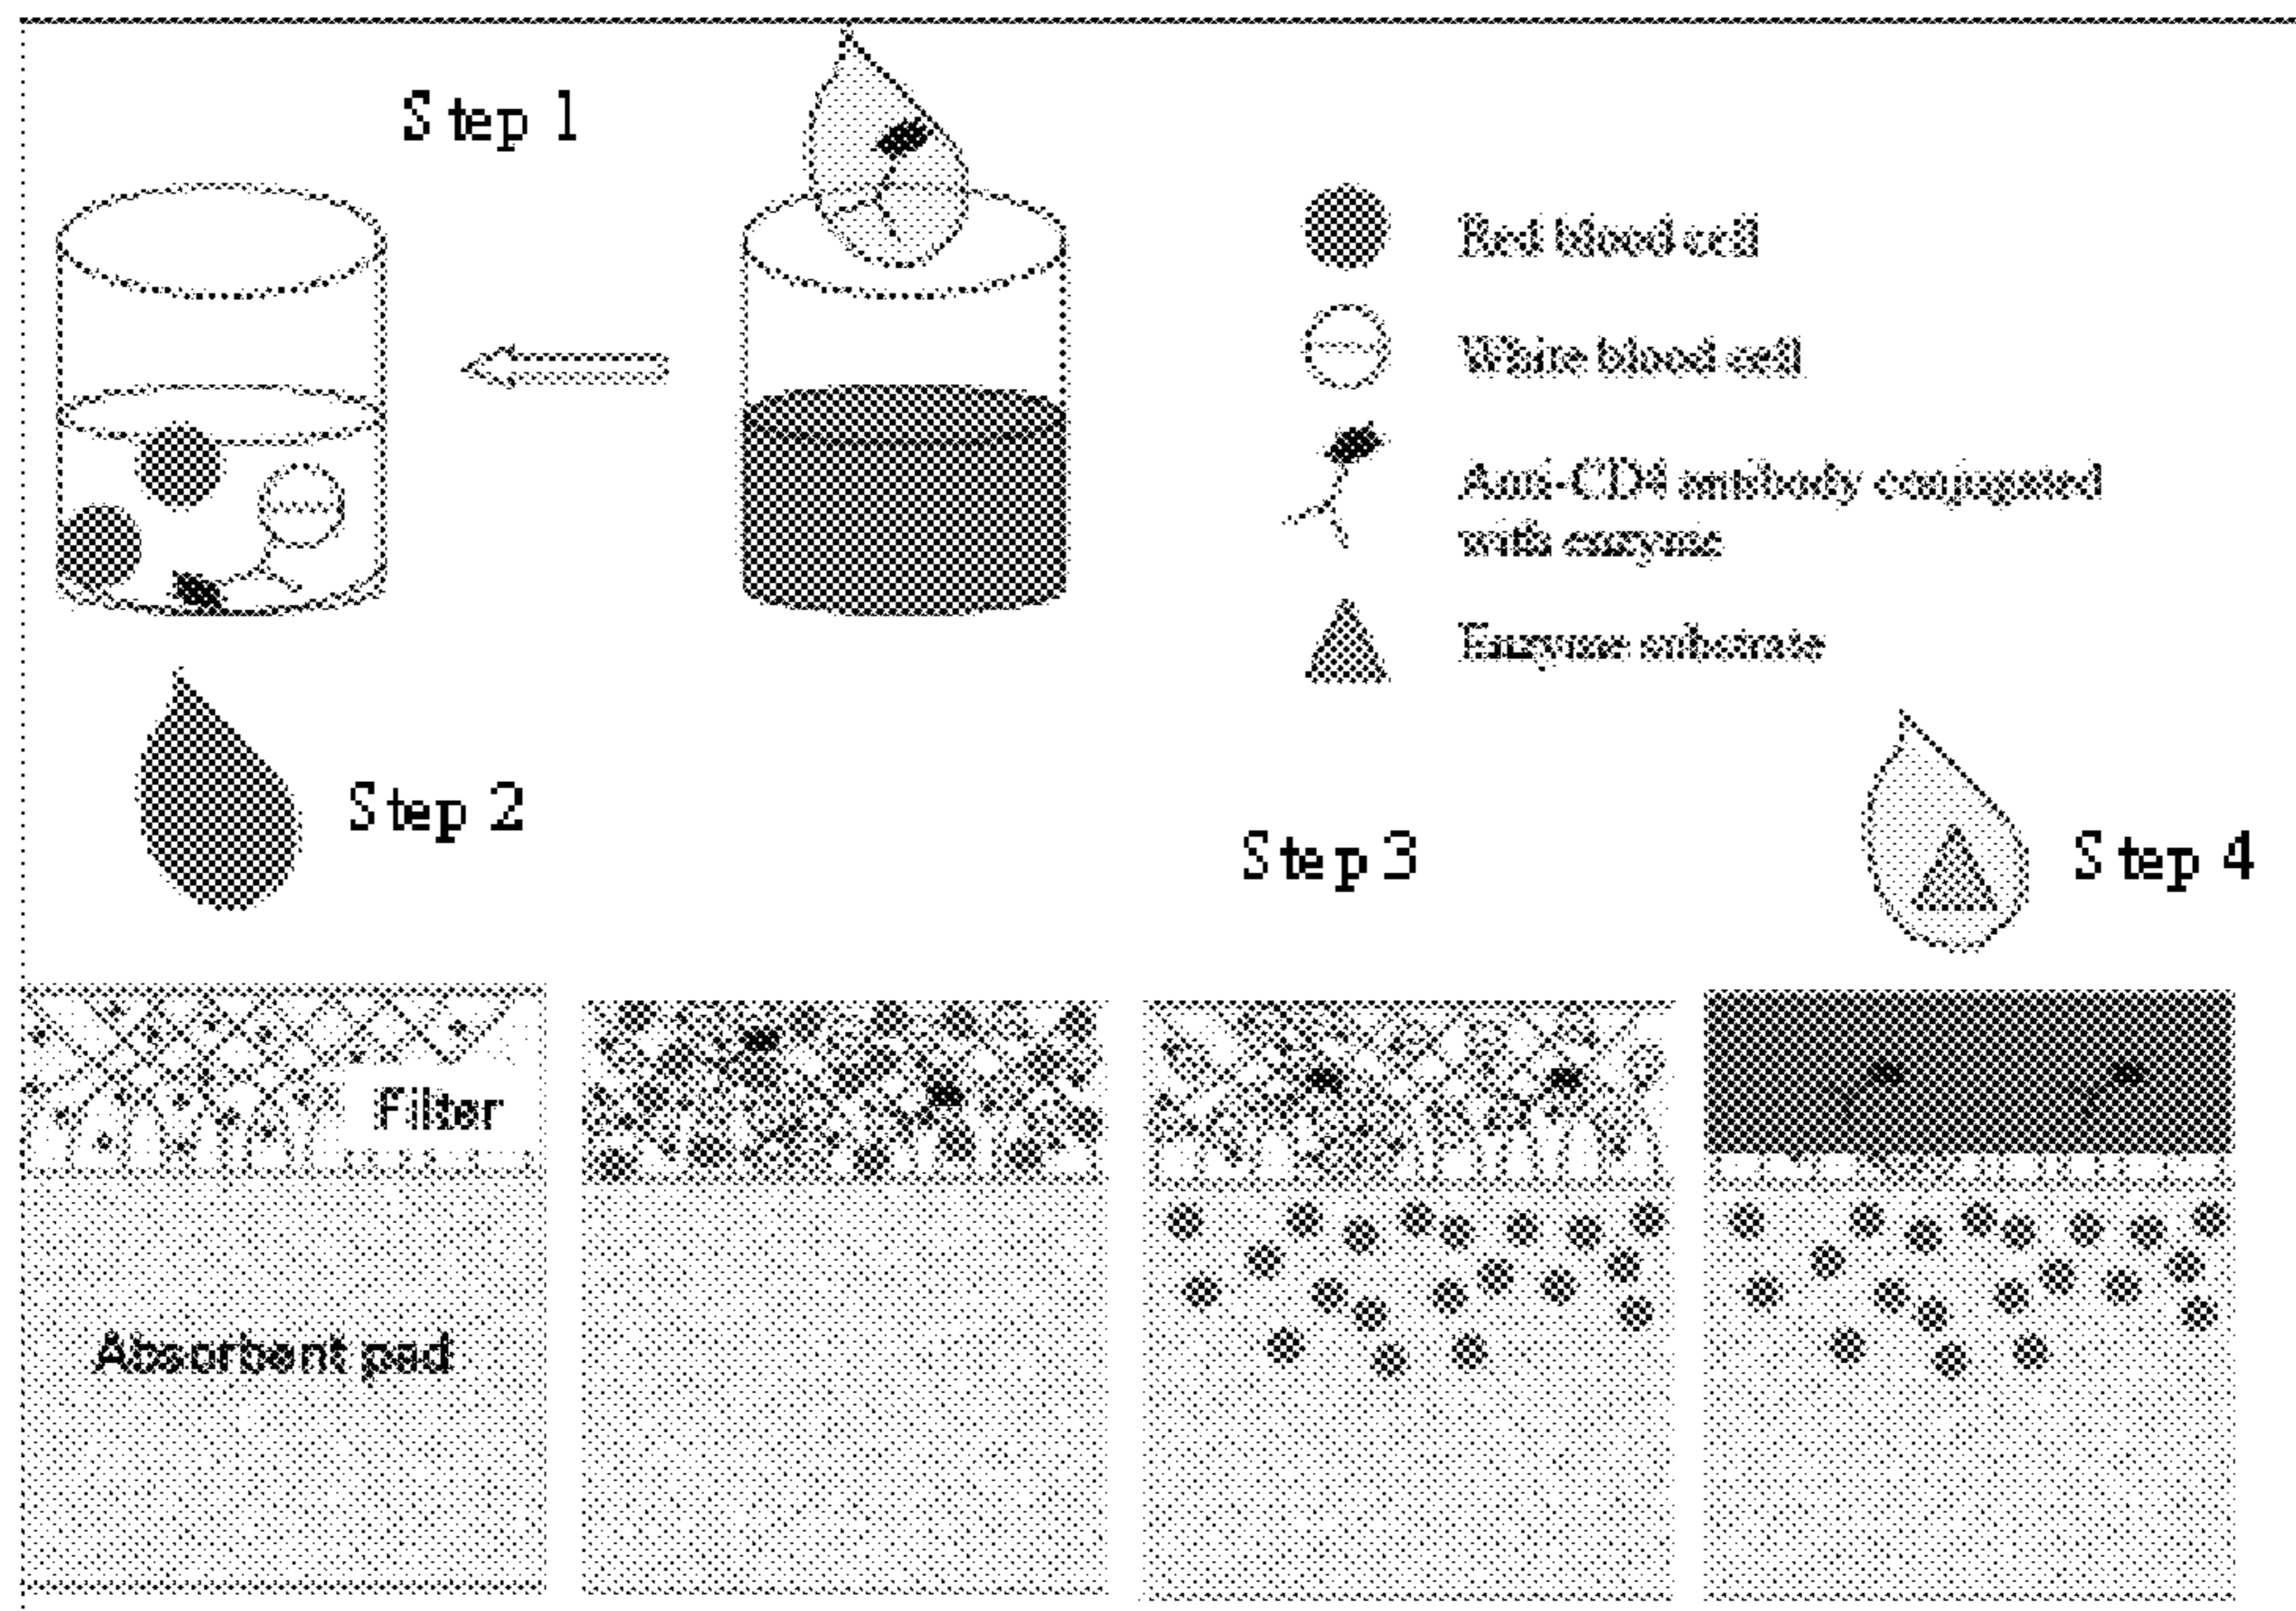 Step 1
Red blood cell
White blood cell
Anti-CD4 antibody conjugated
with enzyme
Enzyme substrate
Step 2
Step 3
Step 4
Filter
Absorbent pad